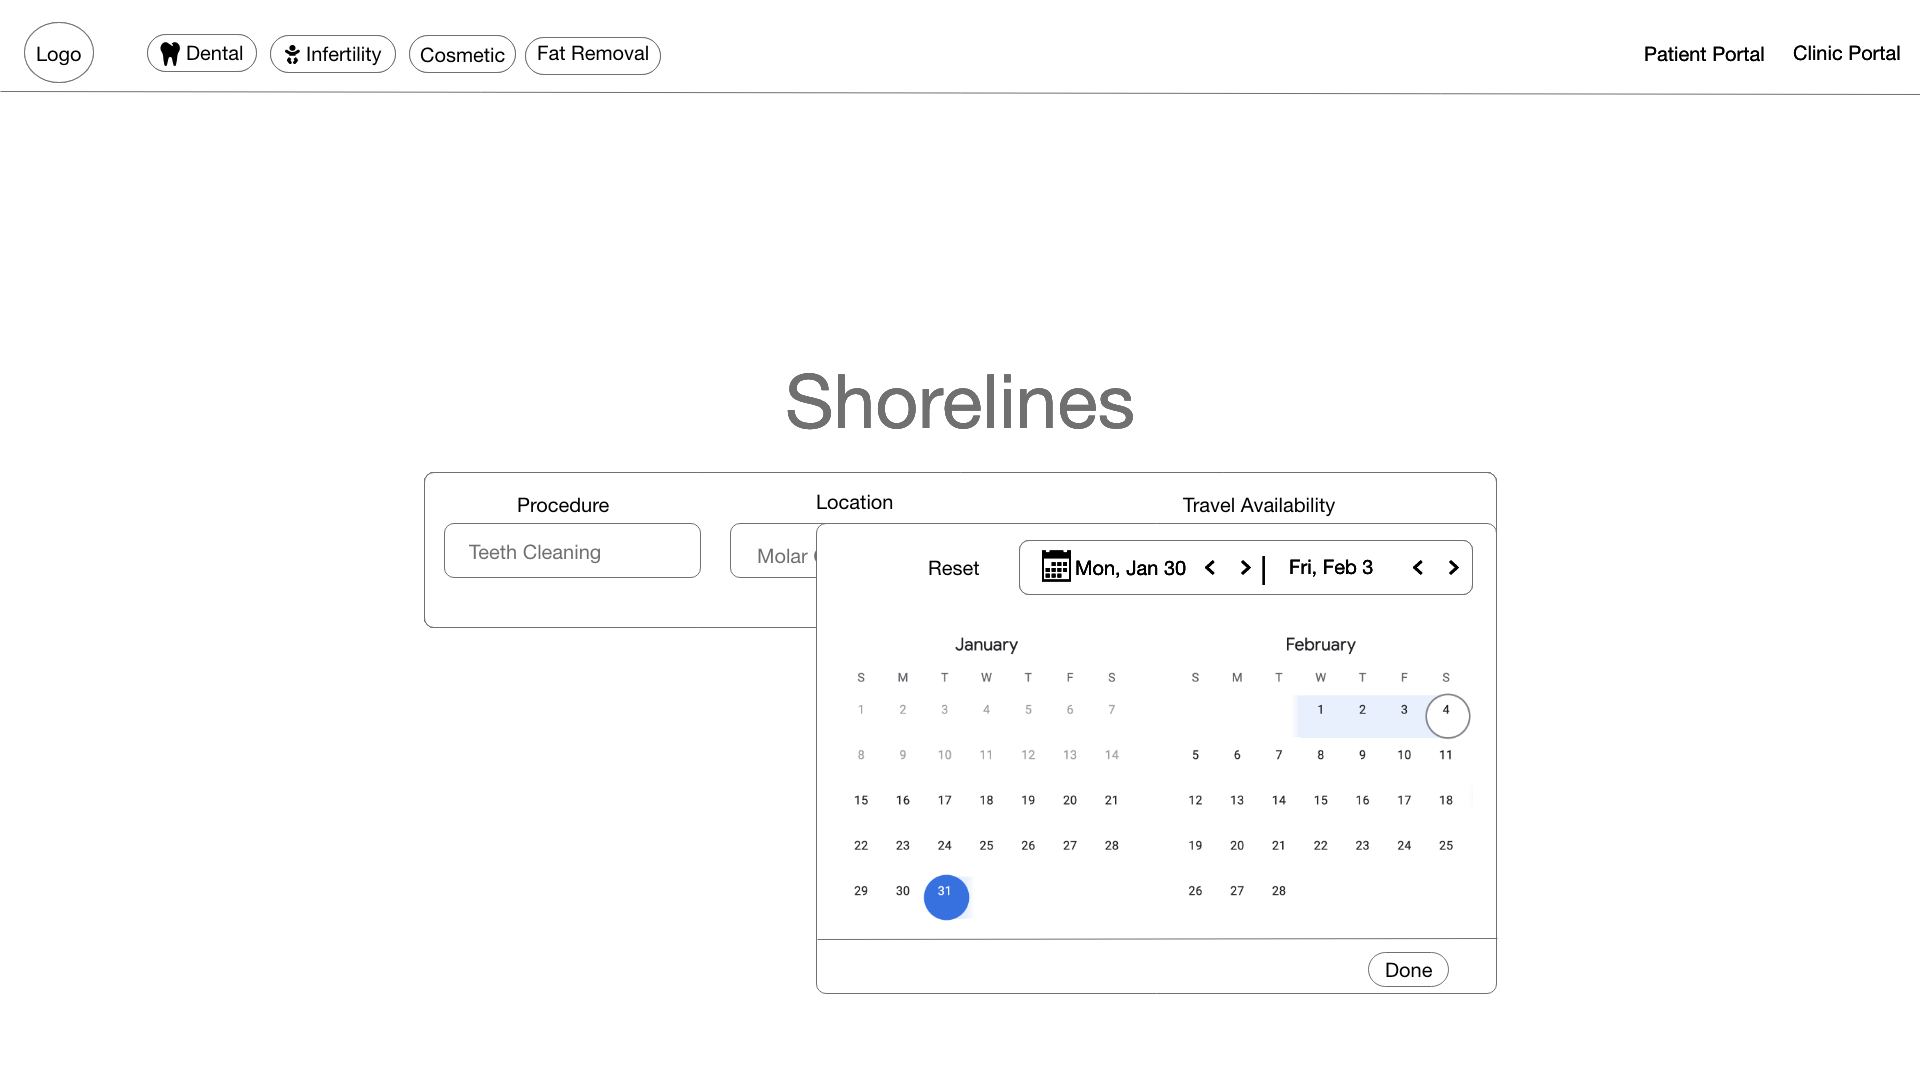 Logo
Dental
Infertility
Cosmetic
Fat Removal
Patient Portal
Clinic Portal
Shorelines
Procedure
Location
Travel Availability
Teeth Cleaning
Molar
Reset
Mon, Jan 30 < >
Fri, Feb 3 < >
January
S M T W T F S
1 2 3 4 5 6 7
8 9 10 11 12 13 14
15 16 17 18 19 20 21
22 23 24 25 26 27 28
29 30 31
February
S M T W T F S
1 2 3 4
5 6 7 8 9 10 11
12 13 14 15 16 17 18
19 20 21 22 23 24 25
26 27 28
Done